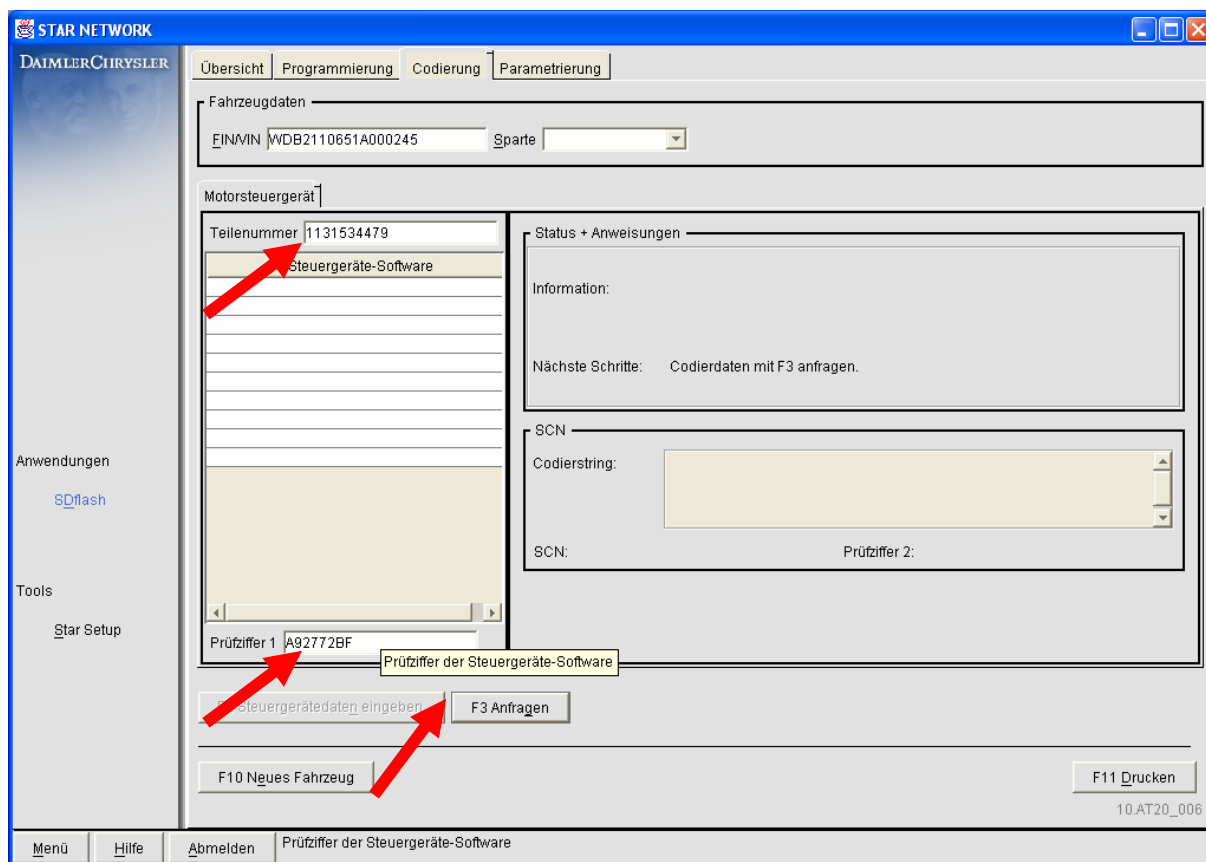 STAR NETWORK
DAIMLERCHRYSLER
Übersicht Programmierung Codierung Parametrierung
Fahrzeugdaten
FIN/VIN WDB2110651A000245 Sparte
Motorsteuergerät
Teilenummer 1131534479
Steuergeräte-Software
Status + Anweisungen
Information:
Nächste Schritte: Codierdaten mit F3 anfragen.
SCN
Codierstring:
SCN: Prüfziffer 2:
Anwendungen
SDflash
Tools
Star Setup
Prüfziffer 1 A92772BF
Prüfziffer der Steuergeräte-Software
Steuergerätedaten eingeben F3 Anfragen
F10 Neues Fahrzeug F11 Drucken
10.AT20_006
Menü Hilfe Abmelden Prüfziffer der Steuergeräte-Software